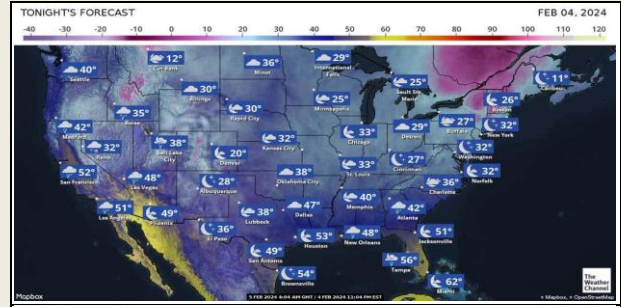 TONIGHT'S FORECAST
FEB 04, 2024
-40 -30 -20 -10 0 10 20 30 40 50 60 70 80 90 100 110 120
40°
Seattle
12°
Cut Bank
36°
Minot
29°
International Falls
-11°
Caribou
30°
Billings
25°
Sault Ste. Marie
30°
Rapid City
25°
Minneapolis
26°
Boston
35°
Boise
27°
Buffalo
42°
Medford
33°
Chicago
29°
Detroit
32°
New York
32°
Reno
38°
Salt Lake City
32°
Kansas City
20°
Denver
32°
Washington
33°
St. Louis
27°
Cincinnati
52°
San Francisco
48°
Las Vegas
28°
Albuquerque
38°
Oklahoma City
32°
Norfolk
36°
Charlotte
40°
Memphis
51°
Los Angeles
49°
Phoenix
38°
Lubbock
47°
Dallas
42°
Atlanta
36°
El Paso
53°
Houston
48°
New Orleans
51°
Jacksonville
49°
San Antonio
56°
Tampa
54°
Brownsville
62°
Miami
The
Weather
Channel
Mapbox
5 FEB 2024 4:04 AM GMT / 4 FEB 2024 11:04 PM EST
© Mapbox, © OpenStreetMap